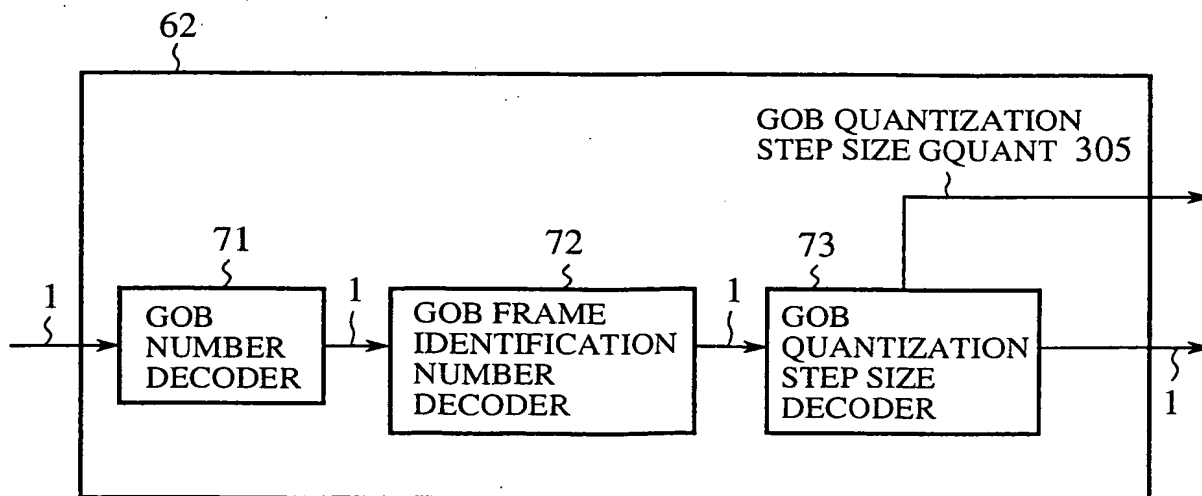 62
GOB QUANTIZATION
STEP SIZE GQUANT 305
71
72
73
1
1
1
GOB
NUMBER
DECODER
GOB FRAME
IDENTIFICATION
NUMBER
DECODER
GOB
QUANTIZATION
STEP SIZE
DECODER
1